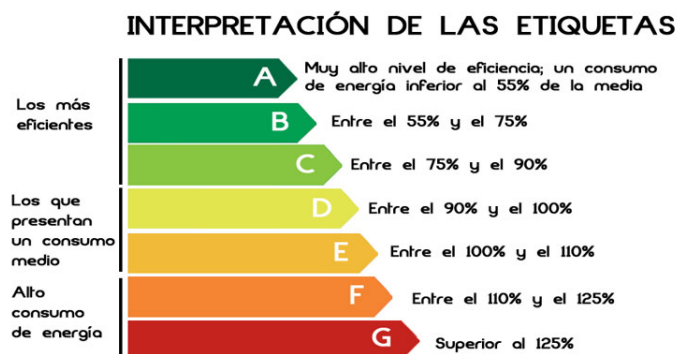 INTERPRETACIÓN DE LAS ETIQUETAS
Los más
eficientes
A
Muy alto nivel de eficiencia; un consumo
de energía inferior al 55% de la media
B
Entre el 55% y el 75%
C
Entre el 75% y el 90%
Los que
presentan
un consumo
medio
D
Entre el 90% y el 100%
E
Entre el 100% y el 110%
Alto
consumo
de energía
F
Entre el 110% y el 125%
G
Superior al 125%